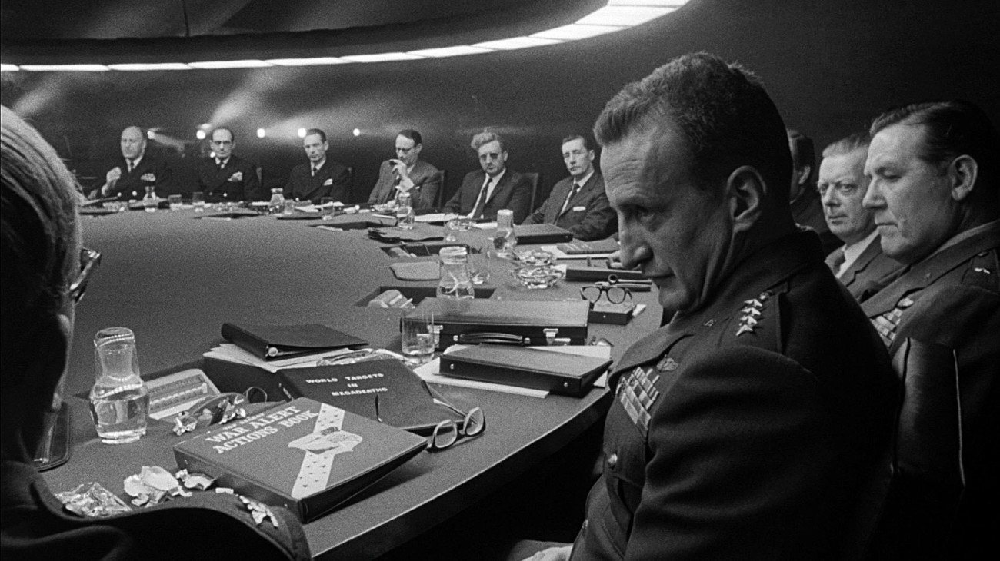 WORLD TARGETS
IN
MEGADEATHS
WAR ALERT
ACTIONS BOOK